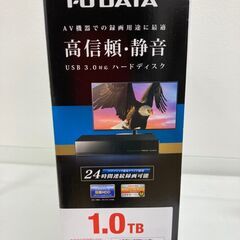 I-O DATA
AV機器での録画用途に最適
高信頼・静音
USB 3.0対応 ハードディスク
24時間連続録画可能
1.0TB